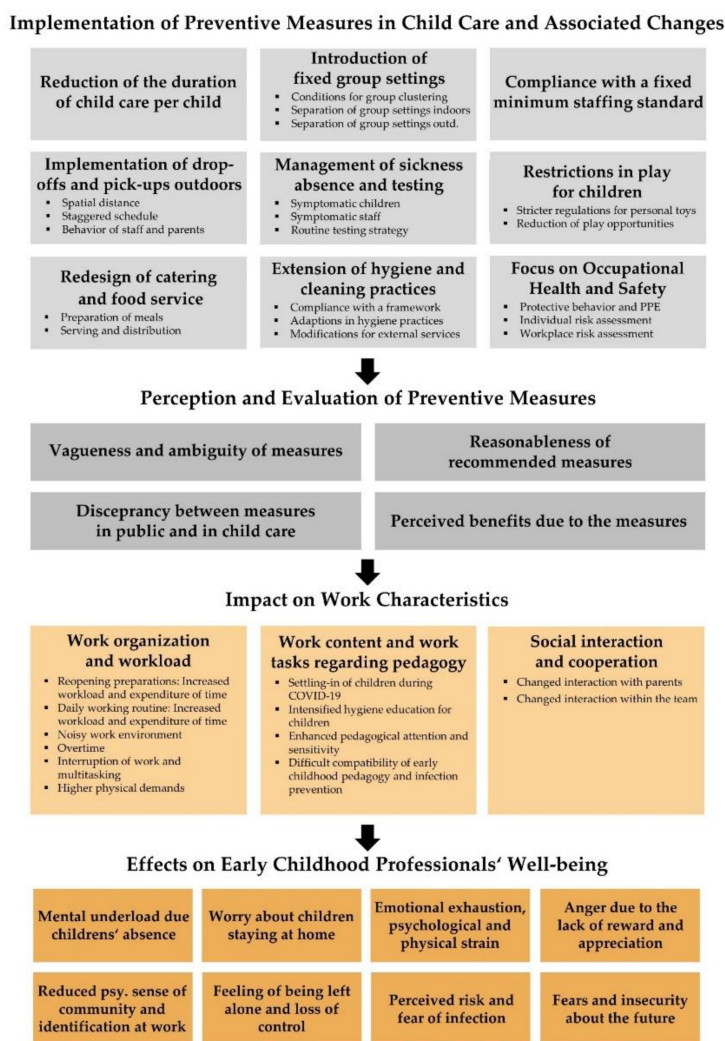 Implementation of Preventive Measures in Child Care and Associated Changes
Reduction of the duration
of child care per child
Introduction of
fixed group settings
▪ Conditions for group clustering
▪ Separation of group settings indoors
▪ Separation of group settings outd.
Compliance with a fixed
minimum staffing standard
Implementation of drop-
offs and pick-ups outdoors
▪ Spatial distance
▪ Staggered schedule
▪ Behavior of staff and parents
Management of sickness
absence and testing
▪ Symptomatic children
▪ Symptomatic staff
▪ Routine testing strategy
Restrictions in play
for children
▪ Stricter regulations for personal toys
▪ Reduction of play opportunities
Redesign of catering
and food service
▪ Preparation of meals
▪ Serving and distribution
Extension of hygiene and
cleaning practices
▪ Compliance with a framework
▪ Adaptions in hygiene practices
▪ Modifications for external services
Focus on Occupational
Health and Safety
▪ Protective behavior and PPE
▪ Individual risk assessment
▪ Workplace risk assessment
Perception and Evaluation of Preventive Measures
Vagueness and ambiguity of measures
Reasonableness of
recommended measures
Disceprancy between measures
in public and in child care
Perceived benefits due to the measures
Impact on Work Characteristics
Work organization
and workload
▪ Reopening preparations: Increased
workload and expenditure of time
▪ Daily working routine: Increased
workload and expenditure of time
▪ Noisy work environment
▪ Overtime
▪ Interruption of work and
multitasking
▪ Higher physical demands
Work content and work
tasks regarding pedagogy
▪ Settling-in of children during
COVID-19
▪ Intensified hygiene education for
children
▪ Enhanced pedagogical attention and
sensitivity
▪ Difficult compatibility of early
childhood pedagogy and infection
prevention
Social interaction
and cooperation
▪ Changed interaction with parents
▪ Changed interaction within the team
Effects on Early Childhood Professionals‘ Well-being
Mental underload due
childrens‘ absence
Worry about children
staying at home
Emotional exhaustion,
psychological and
physical strain
Anger due to the
lack of reward and
appreciation
Reduced psy. sense of
community and
identification at work
Feeling of being left
alone and loss of
control
Perceived risk and
fear of infection
Fears and insecurity
about the future